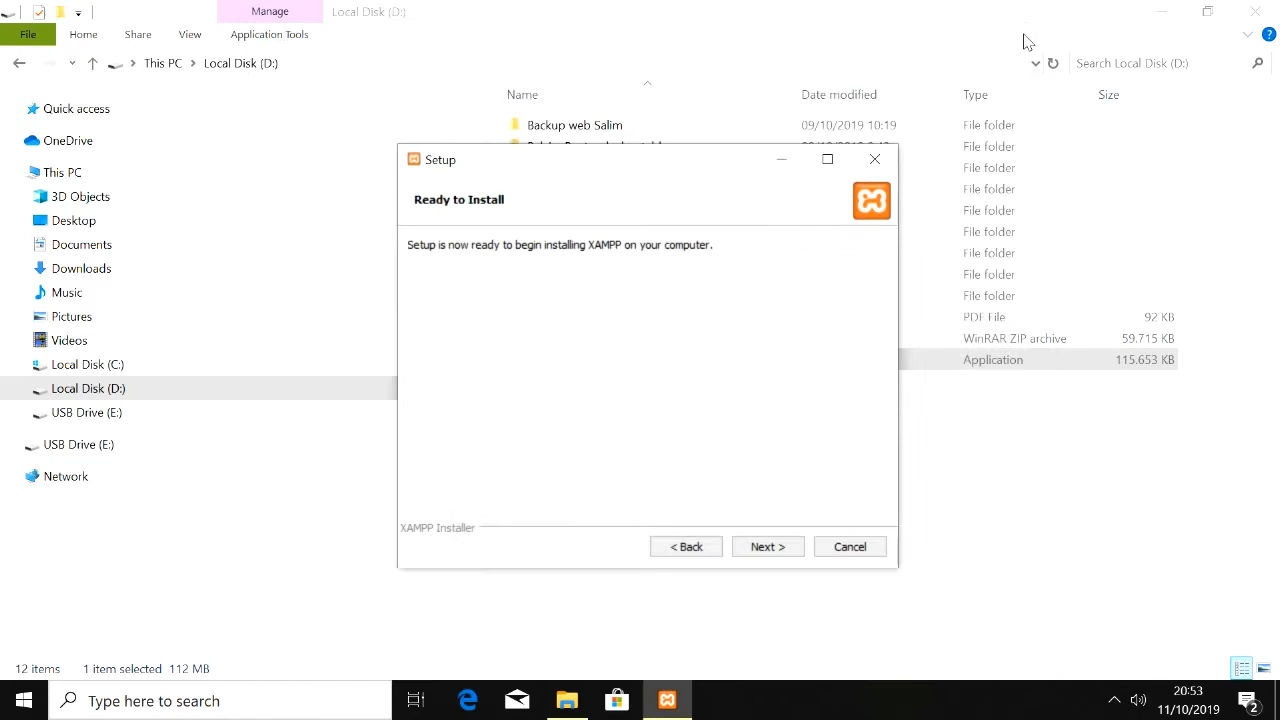 Manage
Local Disk (D:)
File
Home
Share
View
Application Tools
This PC
Local Disk (D:)
Search Local Disk (D:)
Name
Date modified
Type
Size
Quick access
OneDrive
This PC
3D Objects
Desktop
Documents
Downloads
Music
Pictures
Videos
Local Disk (C:)
Local Disk (D:)
USB Drive (E:)
USB Drive (E:)
Network
Backup web Salim
09/10/2019 10:19
File folder
File folder
File folder
File folder
File folder
File folder
File folder
File folder
File folder
PDF File
92 KB
WinRAR ZIP archive
59.715 KB
Application
115.653 KB
Setup
Ready to Install
Setup is now ready to begin installing XAMPP on your computer.
XAMPP Installer
< Back
Next >
Cancel
12 items
1 item selected
112 MB
Type here to search
20:53
11/10/2019
2